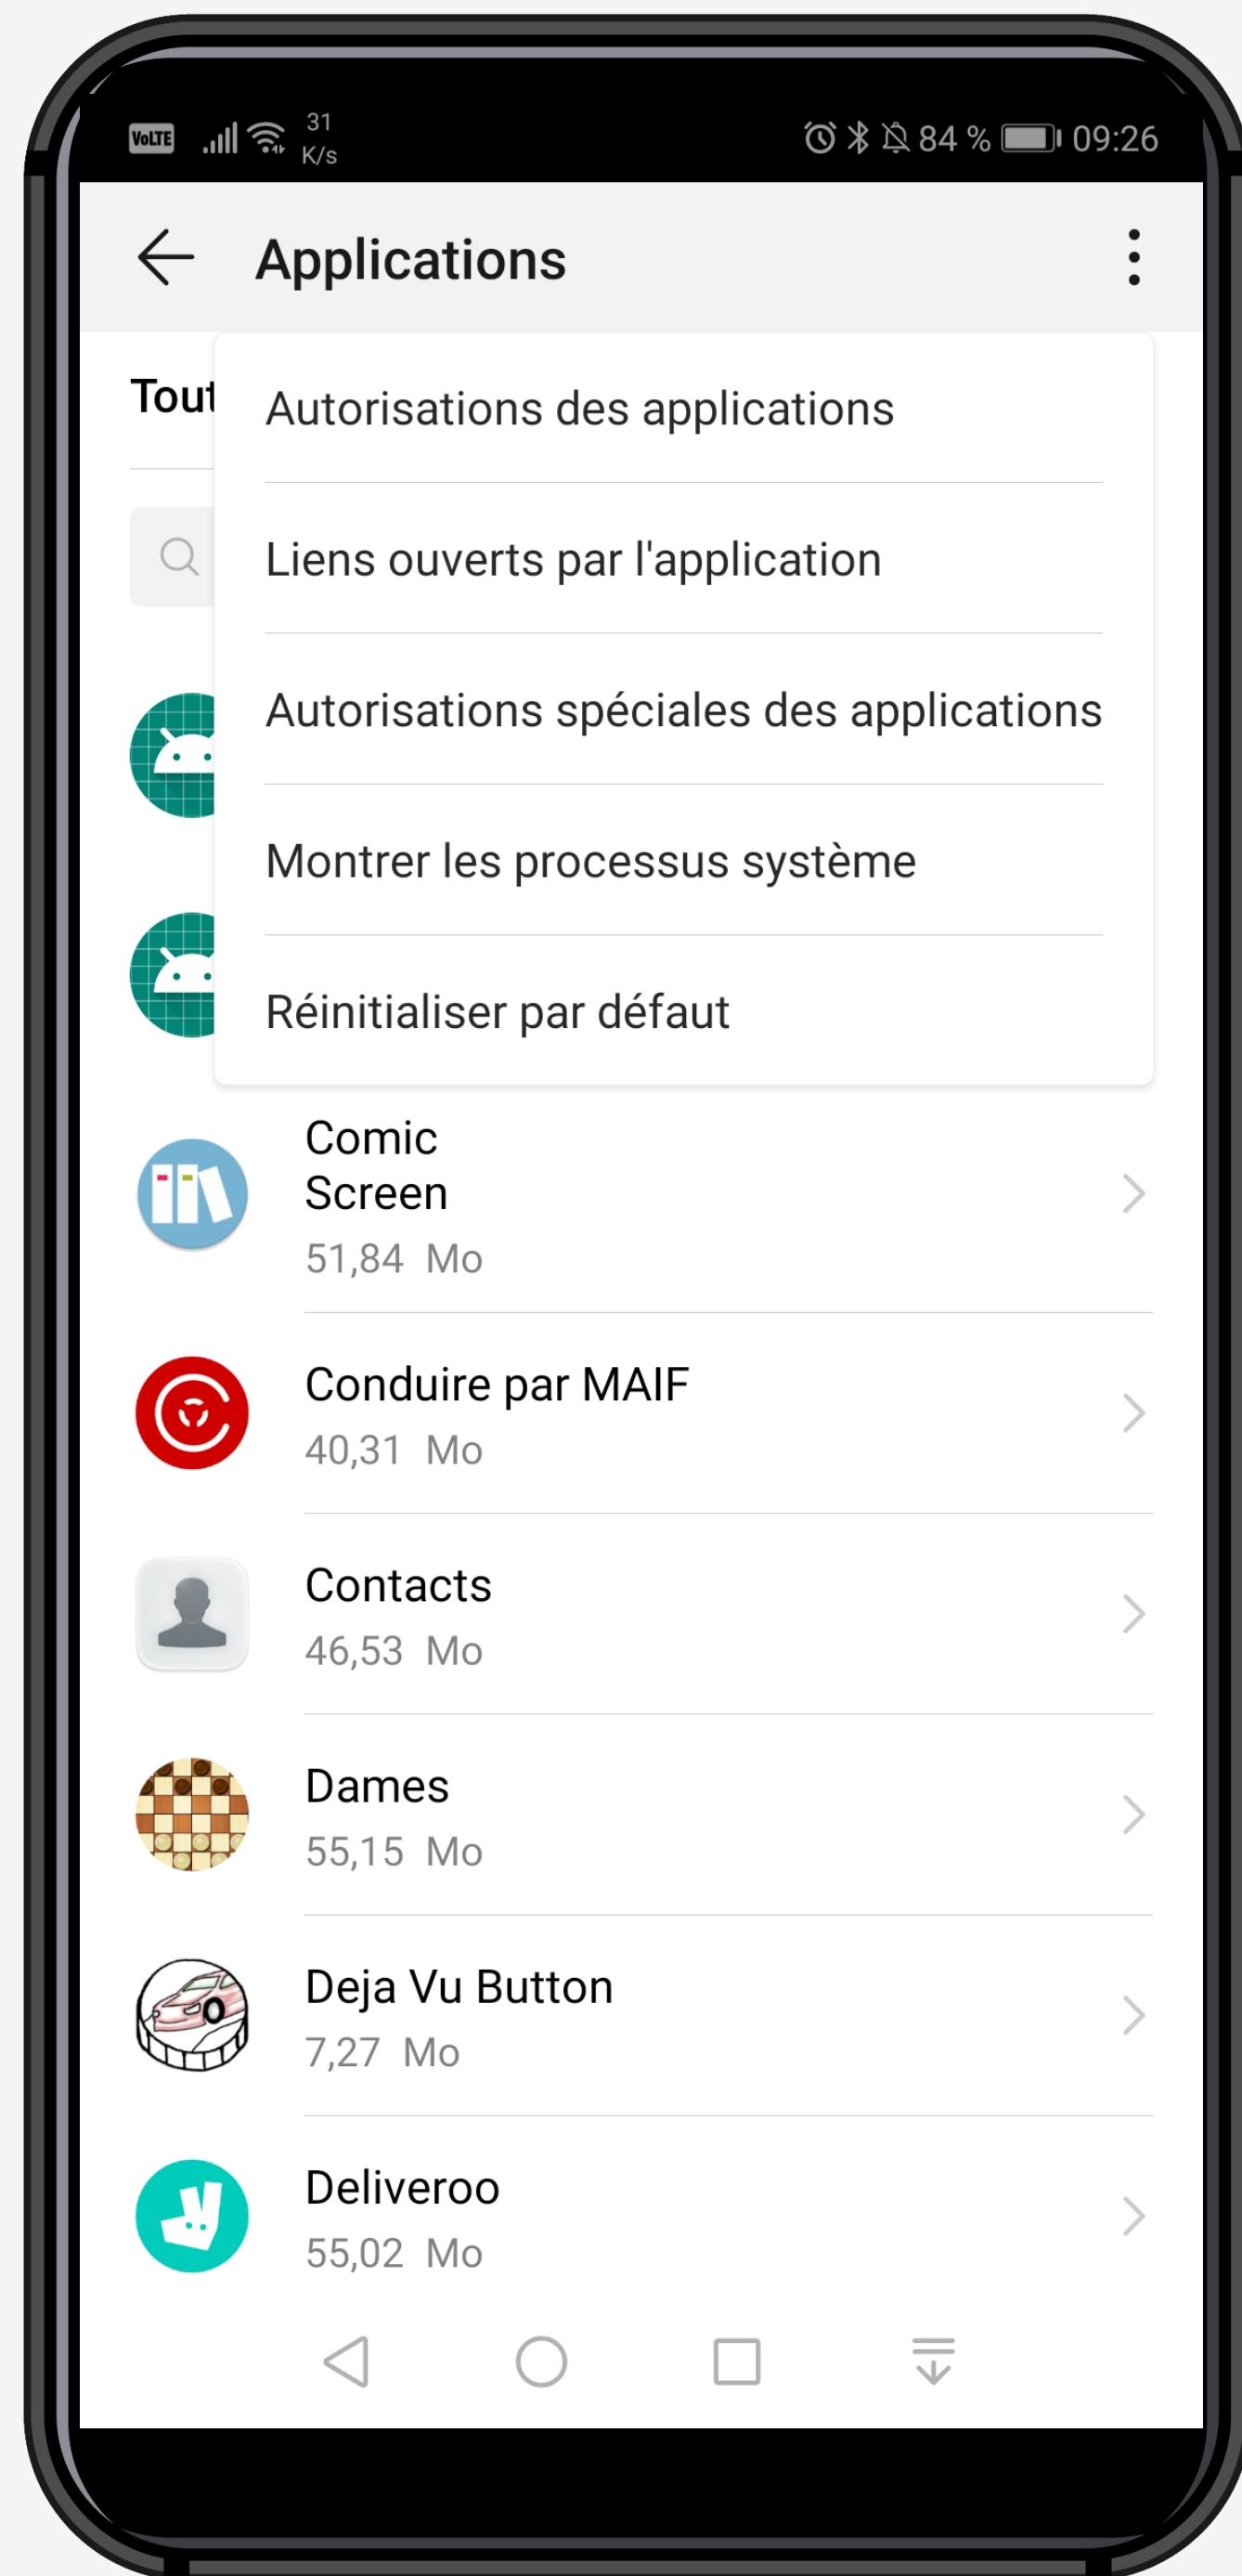 VoLTE 31 K/s 84 % 09:26
Applications
Tout
Autorisations des applications
Liens ouverts par l'application
Autorisations spéciales des applications
Montrer les processus système
Réinitialiser par défaut
Comic
Screen
51,84 Mo
Conduire par MAIF
40,31 Mo
Contacts
46,53 Mo
Dames
55,15 Mo
Deja Vu Button
7,27 Mo
Deliveroo
55,02 Mo